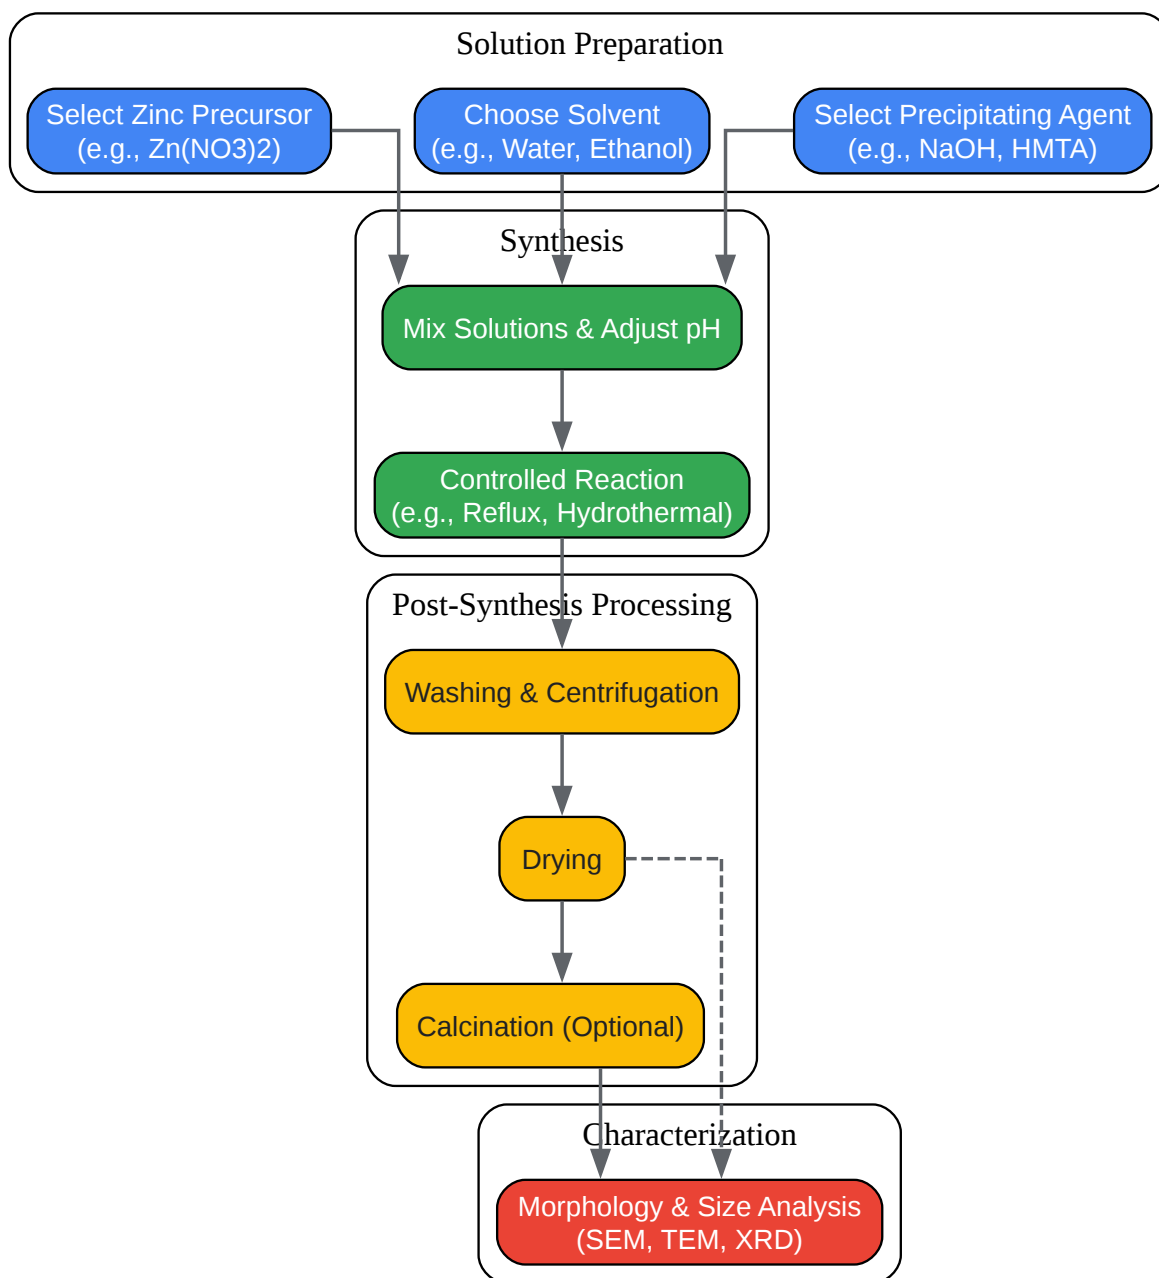 Solution Preparation
Select Zinc Precursor
(e.g., Zn(NO3)2)
Choose Solvent
(e.g., Water, Ethanol)
Select Precipitating Agent
(e.g., NaOH, HMTA)
Synthesis
Mix Solutions & Adjust pH
Controlled Reaction
(e.g., Reflux, Hydrothermal)
Post-Synthesis Processing
Washing & Centrifugation
Drying
Calcination (Optional)
Characterization
Morphology & Size Analysis
(SEM, TEM, XRD)